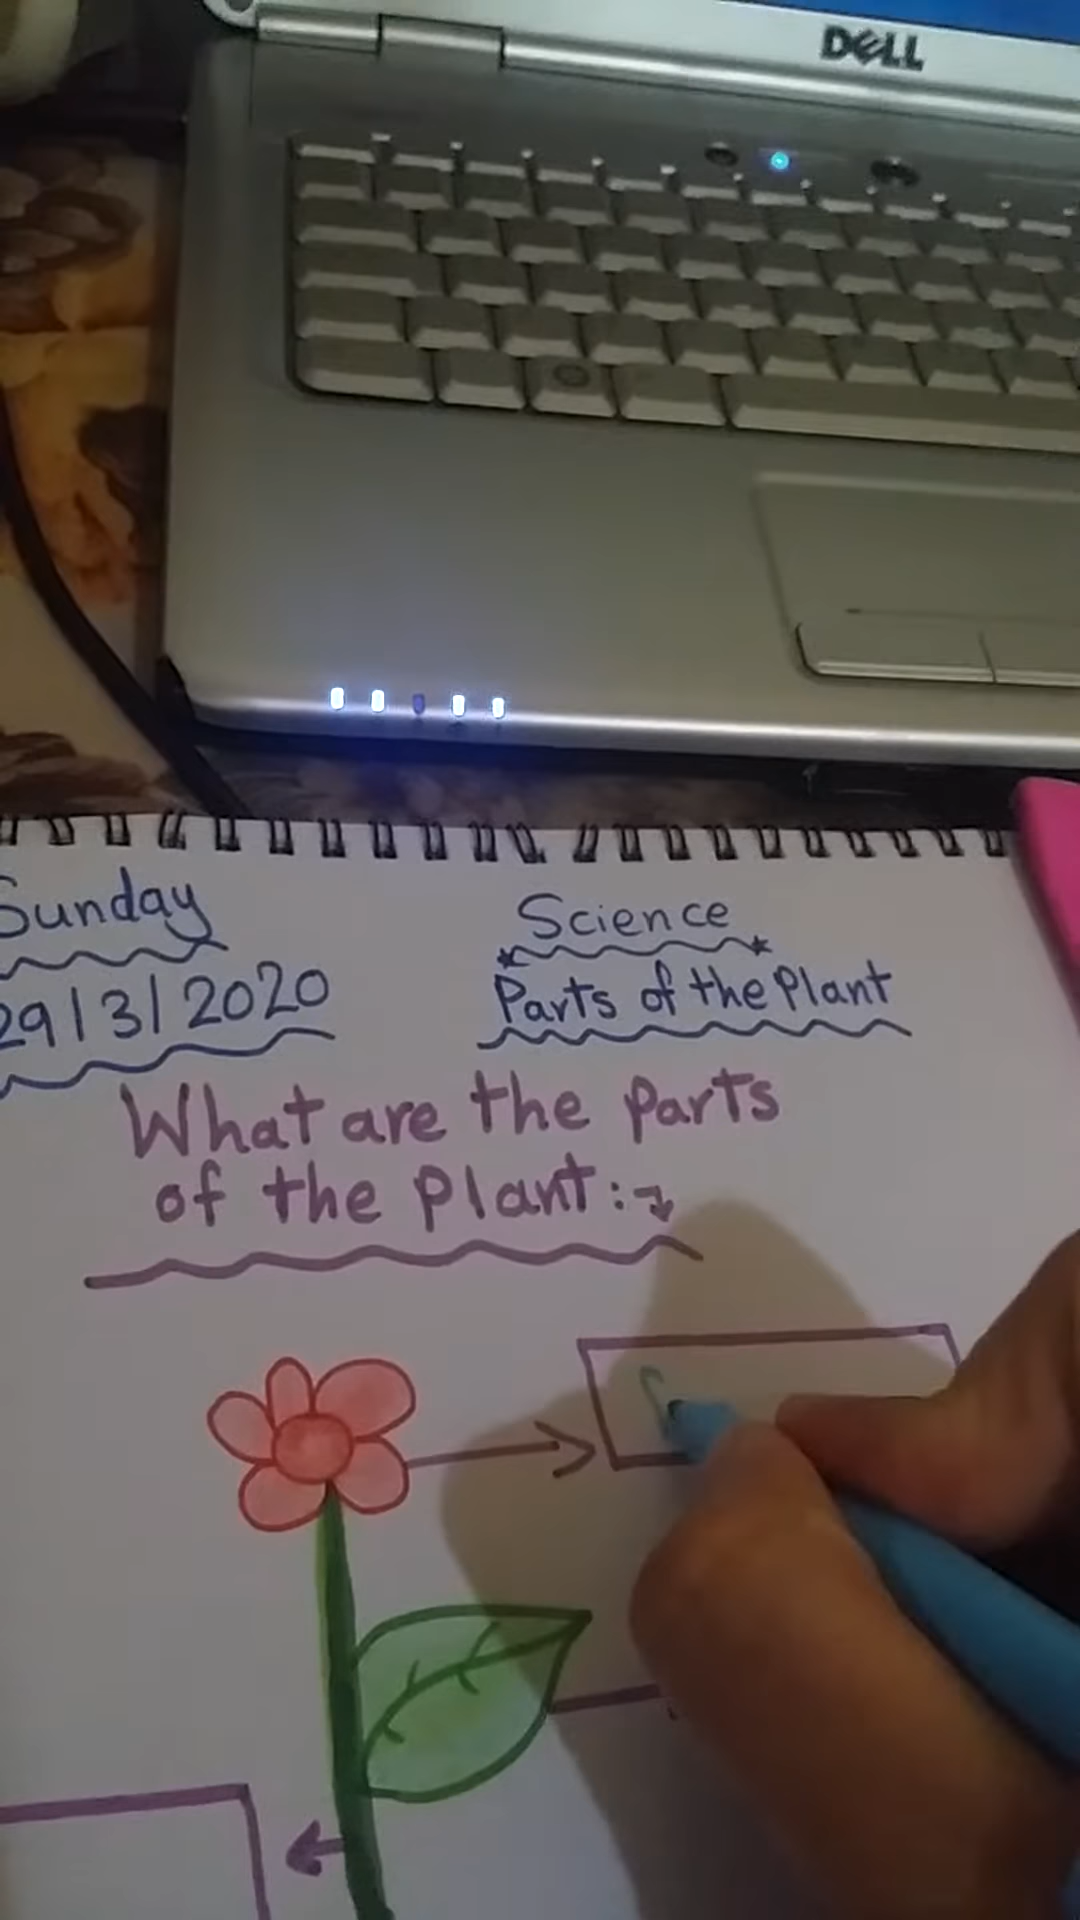 DELL
Sunday
29/3/2020
Science
Parts of the Plant
What are the parts
of the plant: